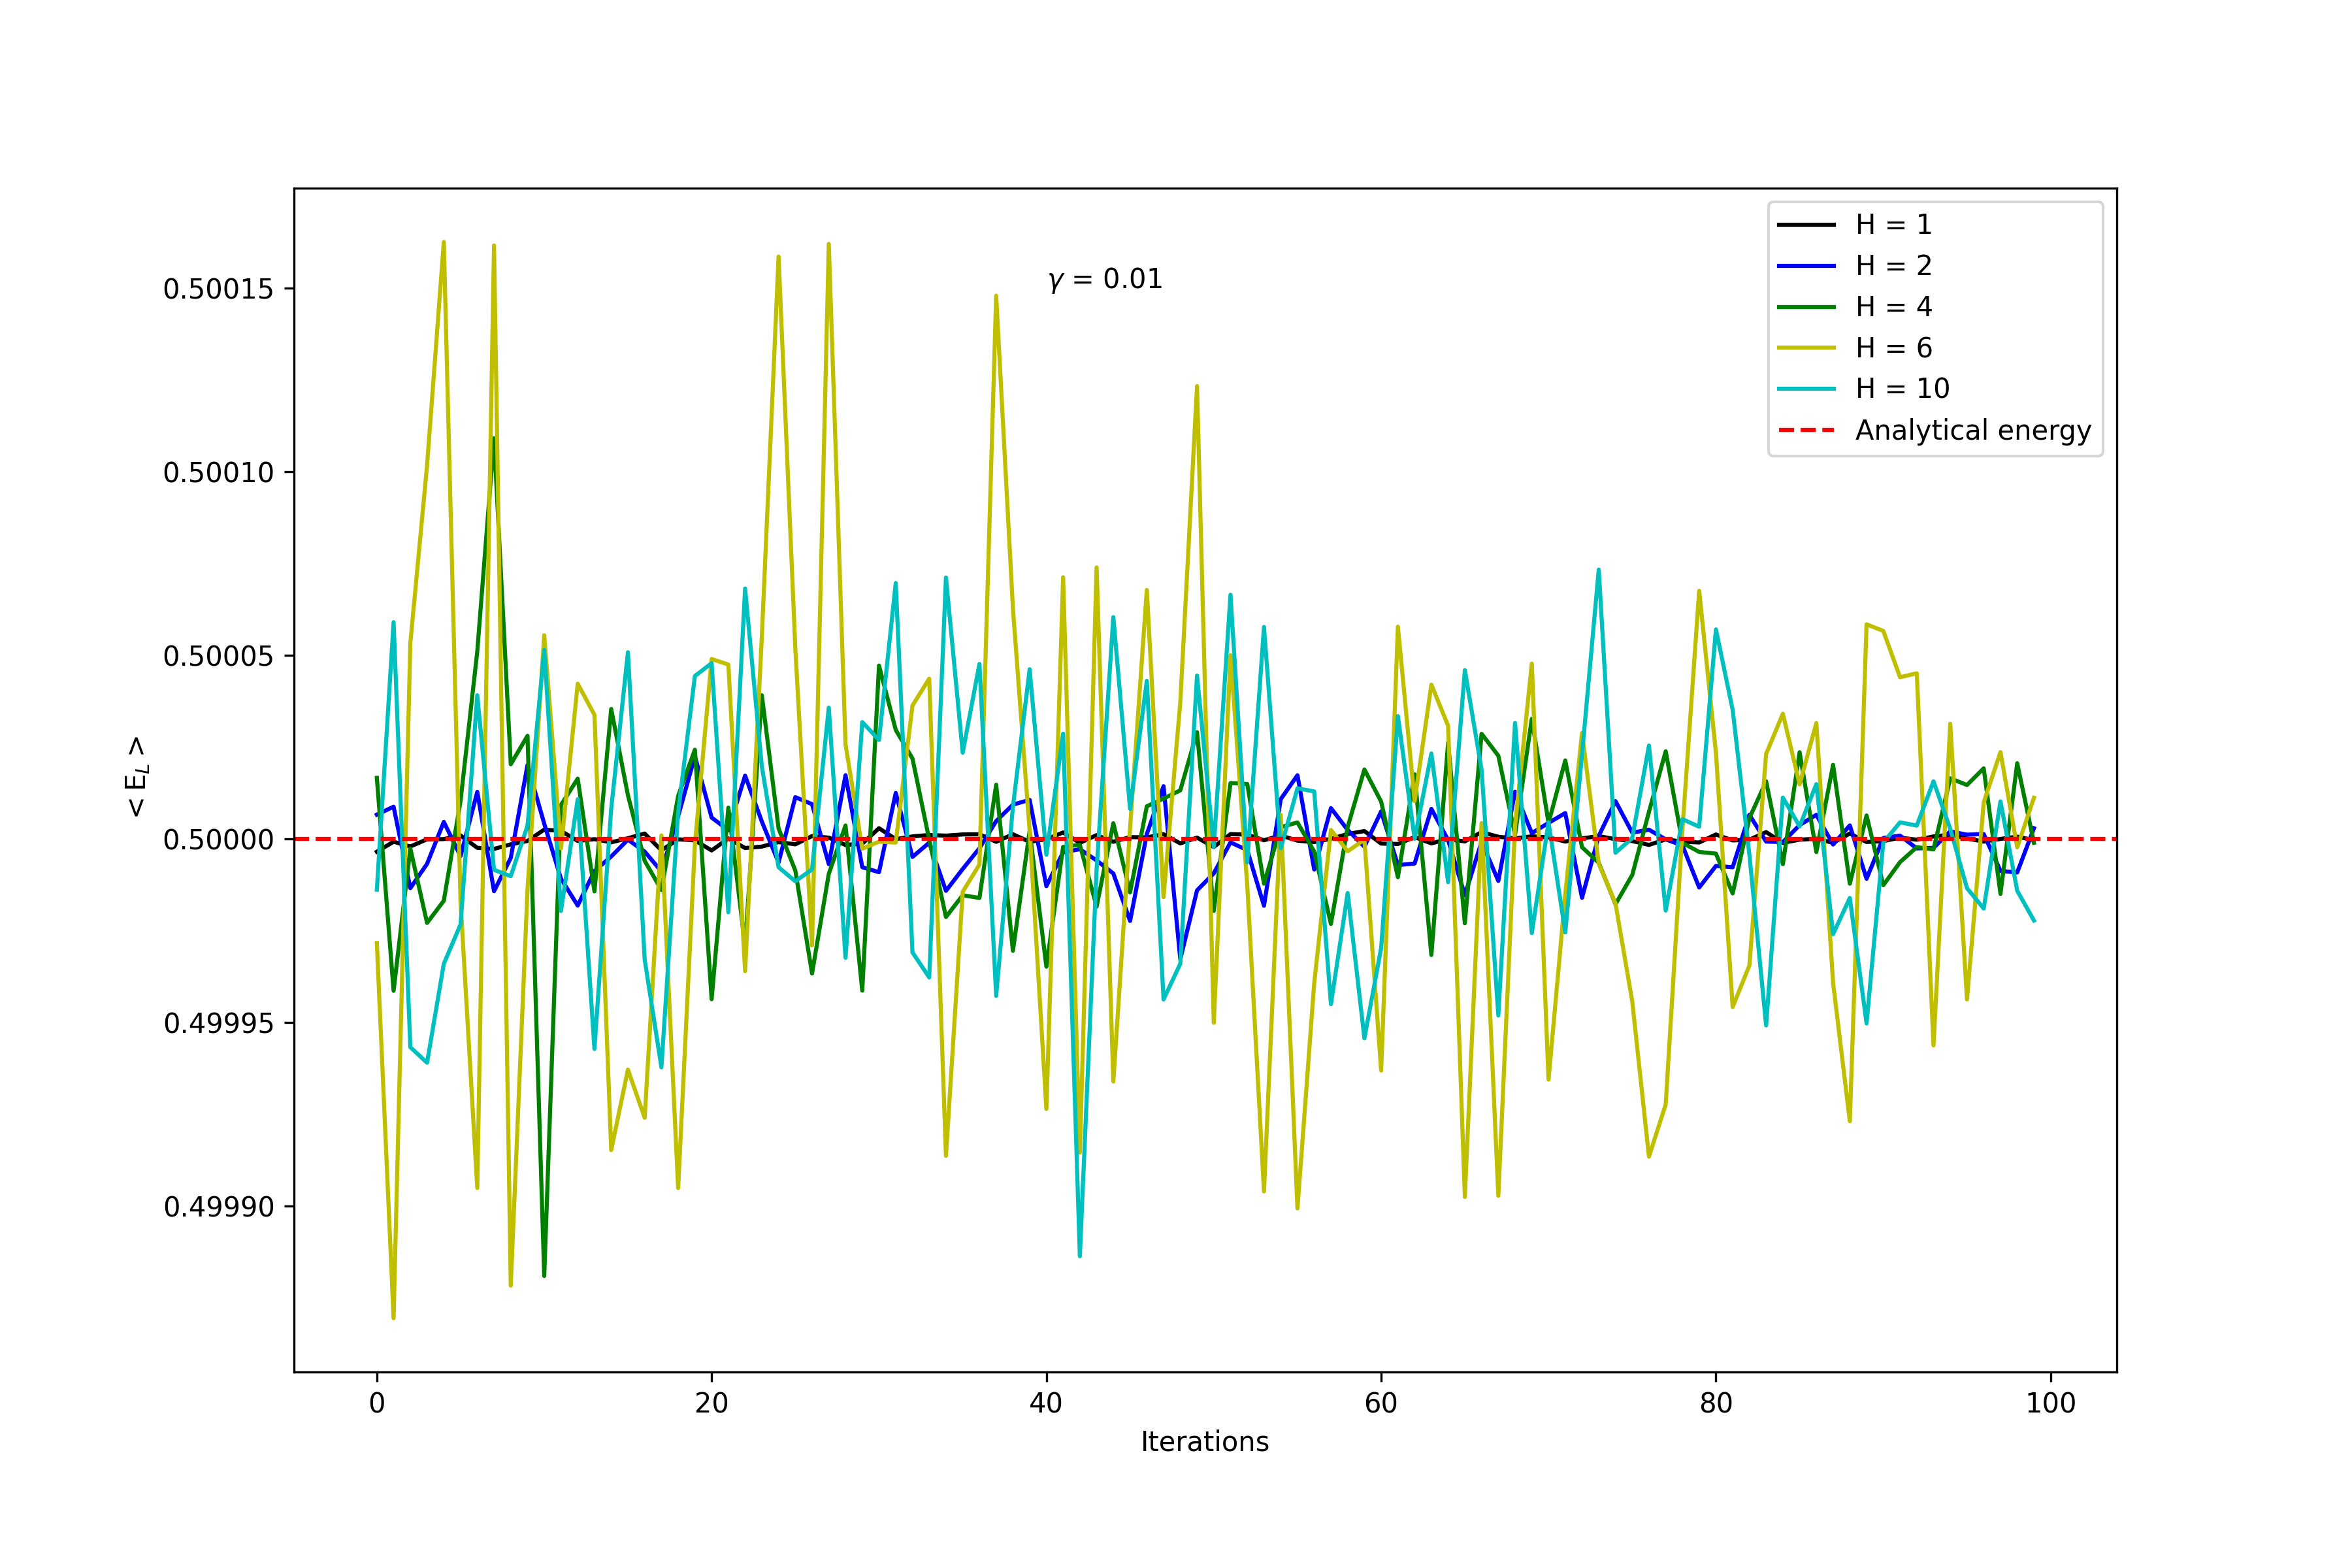 γ = 0.01
H = 1
H = 2
H = 4
H = 6
H = 10
Analytical energy
0.50015
0.50010
0.50005
0.50000
0.49995
0.49990
< E_L >
0 20 40 60 80 100
Iterations